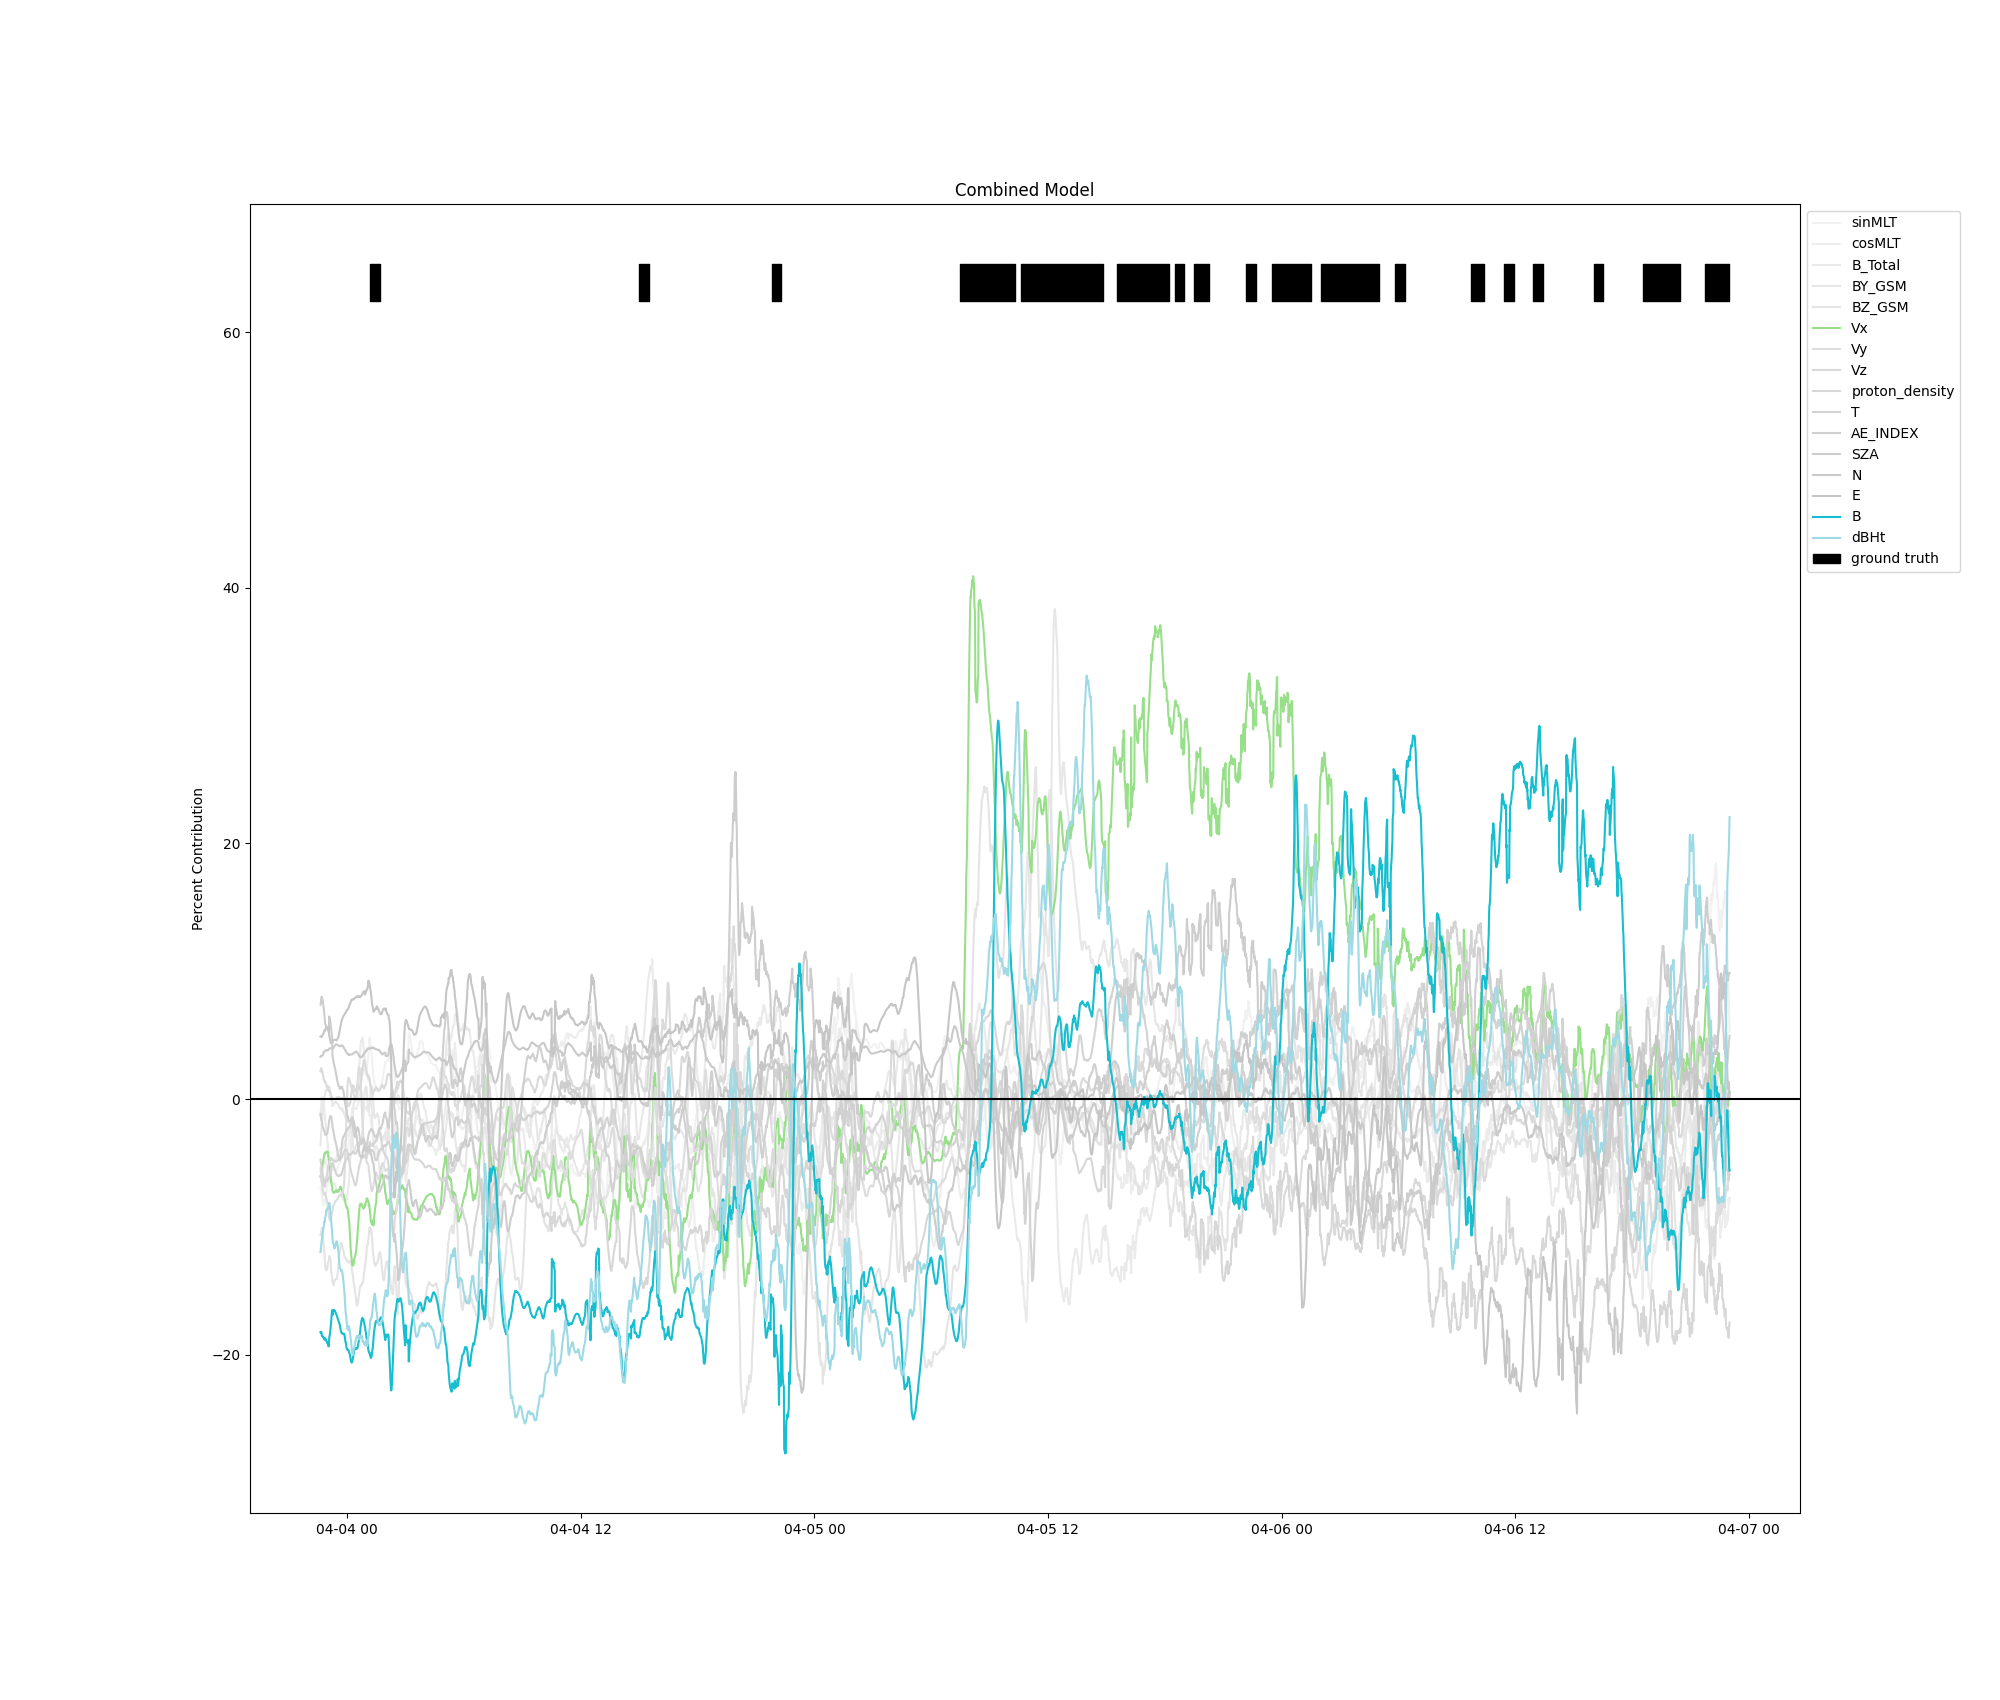 Combined Model
Percent Contribution
60
40
20
0
−20
04-04 00
04-04 12
04-05 00
04-05 12
04-06 00
04-06 12
04-07 00
sinMLT
cosMLT
B_Total
BY_GSM
BZ_GSM
Vx
Vy
Vz
proton_density
T
AE_INDEX
SZA
N
E
B
dBHt
ground truth